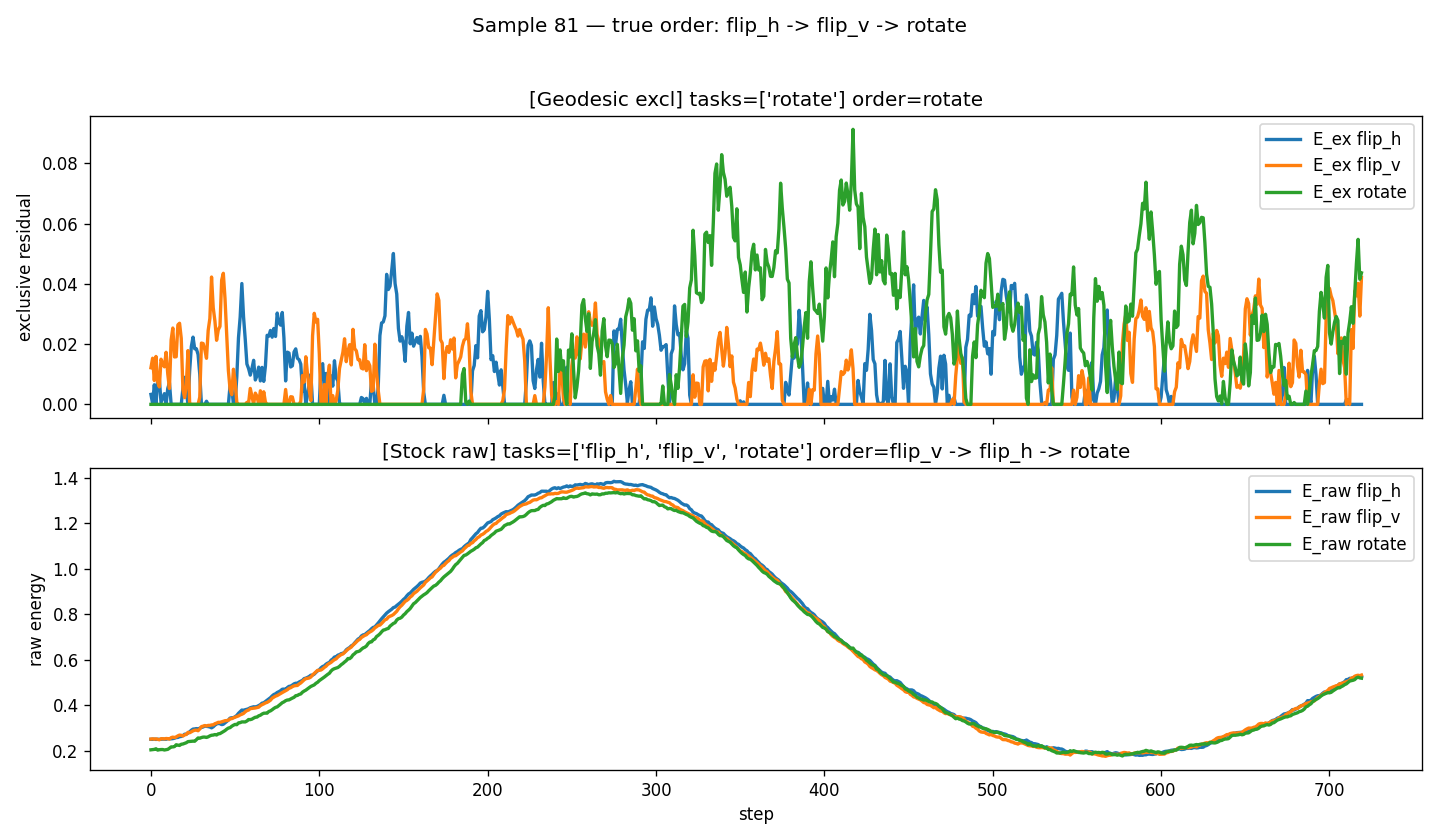 Sample 81 — true order: flip_h -> flip_v -> rotate
[Geodesic excl] tasks=['rotate'] order=rotate
exclusive residual
0.08
0.06
0.04
0.02
0.00
E_ex flip_h
E_ex flip_v
E_ex rotate
[Stock raw] tasks=['flip_h', 'flip_v', 'rotate'] order=flip_v -> flip_h -> rotate
raw energy
1.4
1.2
1.0
0.8
0.6
0.4
0.2
E_raw flip_h
E_raw flip_v
E_raw rotate
0 100 200 300 400 500 600 700
step